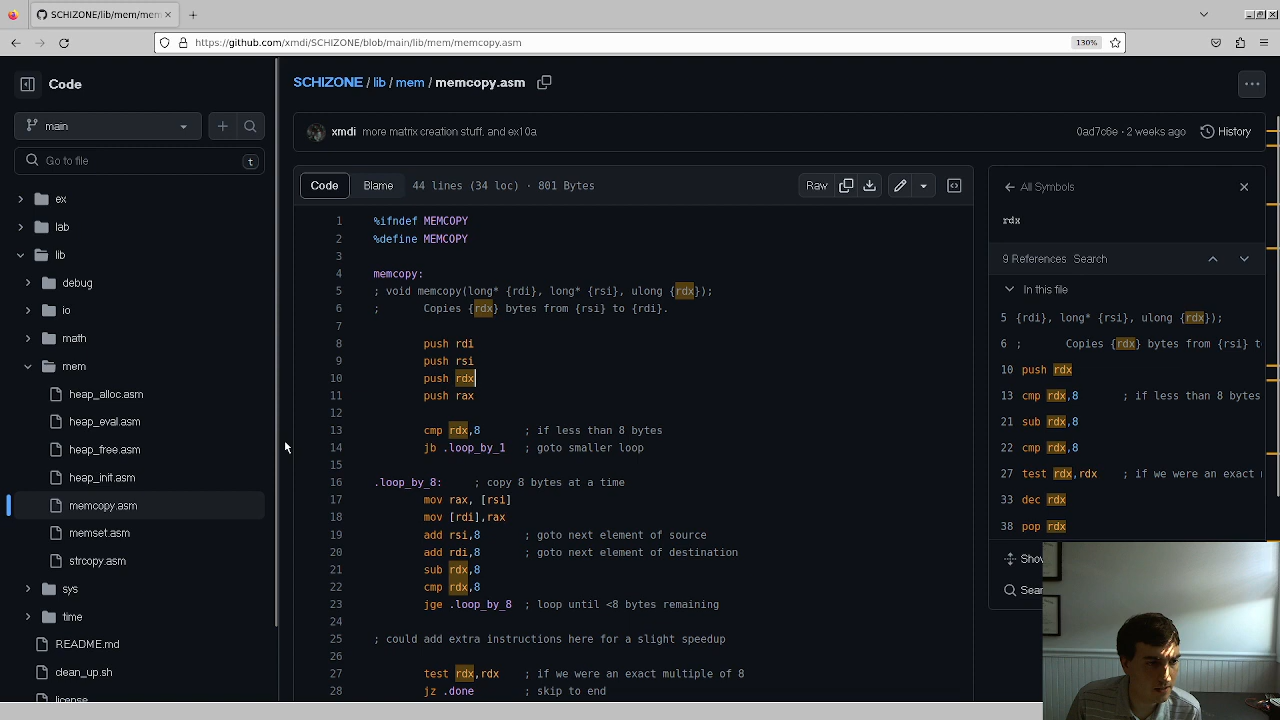 SCHIZONE/lib/mem/mem
https://github.com/xmdi/SCHIZONE/blob/main/lib/mem/memcopy.asm
130%
Code
main
Go to file
t
ex
lab
lib
debug
io
math
mem
heap_alloc.asm
heap_eval.asm
heap_free.asm
heap_init.asm
memcopy.asm
memset.asm
strcopy.asm
sys
time
README.md
clean_up.sh
license
SCHIZONE / lib / mem / memcopy.asm
xmdi more matrix creation stuff. and ex10a
0ad7c6e · 2 weeks ago
History
Code
Blame
44 lines (34 loc) · 801 Bytes
Raw
1 %ifndef MEMCOPY
2 %define MEMCOPY
3
4 memcopy:
5 ; void memcopy(long* {rdi}, long* {rsi}, ulong {rdx});
6 ; Copies {rdx} bytes from {rsi} to {rdi}.
7
8 push rdi
9 push rsi
10 push rdx
11 push rax
12
13 cmp rdx,8 ; if less than 8 bytes
14 jb .loop_by_1 ; goto smaller loop
15
16 .loop_by_8: ; copy 8 bytes at a time
17 mov rax, [rsi]
18 mov [rdi],rax
19 add rsi,8 ; goto next element of source
20 add rdi,8 ; goto next element of destination
21 sub rdx,8
22 cmp rdx,8
23 jge .loop_by_8 ; loop until <8 bytes remaining
24
25 ; could add extra instructions here for a slight speedup
26
27 test rdx,rdx ; if we were an exact multiple of 8
28 jz .done ; skip to end
All Symbols
rdx
9 References Search
In this file
5 {rdi}, long* {rsi}, ulong {rdx});
6 ; Copies {rdx} bytes from {rsi} t
10 push rdx
13 cmp rdx,8 ; if less than 8 bytes
21 sub rdx,8
22 cmp rdx,8
27 test rdx,rdx ; if we were an exact
33 dec rdx
38 pop rdx
Sho
Sear